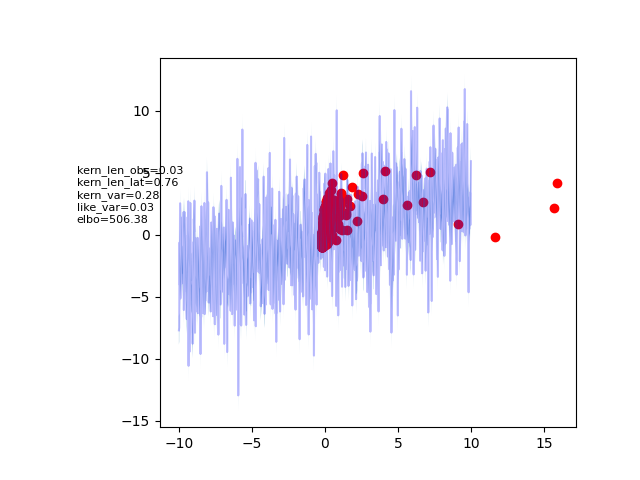 10
kern_len_obs=0.03
5
kern_len_lat=0.76
kern_var=0.28
like_var=0.03
elbo=506.38
0
−5
−10
−15
−10
−5
0
5
10
15